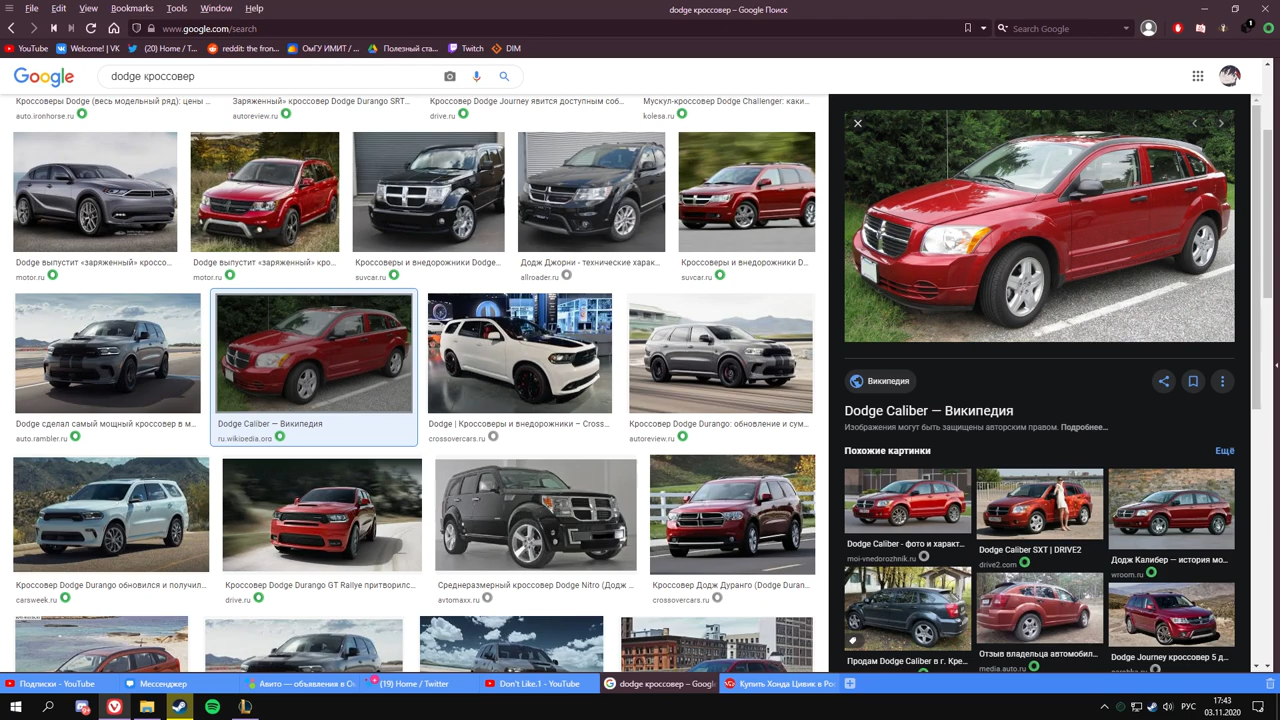 File Edit View Bookmarks Tools Window Help
dodge кроссовер – Google Поиск
www.google.com/search
Search Google
1
YouTube
Welcome! | VK
(20) Home / T...
reddit: the fron...
ОмГУ ИМИТ / ...
Полезный ста...
Twitch
DIM
Google
dodge кроссовер
Кроссоверы Dodge (весь модельный ряд): цены ...
auto.ironhorse.ru
Заряженный» кроссовер Dodge Durango SRT...
autoreview.ru
Кроссовер Dodge Journey является доступным соб...
drive.ru
Мускул-кроссовер Dodge Challenger: каки...
kolesa.ru
Dodge выпустит «заряженный» кроссо...
motor.ru
Dodge выпустит «заряженный» кро...
motor.ru
Кроссоверы и внедорожники Dodge...
suvcar.ru
Додж Джорни - технические харак...
allroader.ru
Кроссоверы и внедорожники D...
suvcar.ru
Dodge сделал самый мощный кроссовер в м...
auto.rambler.ru
Dodge Caliber — Википедия
ru.wikipedia.org
Dodge | Кроссоверы и внедорожники – Cross...
crossovercars.ru
Кроссовер Dodge Durango: обновление и сум...
autoreview.ru
Кроссовер Dodge Durango обновился и получил...
carsweek.ru
Кроссовер Dodge Durango GT Rallye притворилс...
drive.ru
Среднеразмерный кроссовер Dodge Nitro (Додж ...
avtomaxx.ru
Кроссовер Додж Дуранго (Dodge Duran...
crossovercars.ru
Википедия
Dodge Caliber — Википедия
Изображения могут быть защищены авторским правом. Подробнее...
Похожие картинки
Ещё
Dodge Caliber - фото и характ...
moi-vnedorozhnik.ru
Dodge Caliber SXT | DRIVE2
drive2.com
Додж Калибер — история мо...
wroom.ru
Продам Dodge Caliber в г. Кре...
Отзыв владельца автомобил...
media.auto.ru
Dodge Journey кроссовер 5 д...
Подписки - YouTube
Мессенджер
Авито — объявления в О
(19) Home / Twitter
Don't Like.1 - YouTube
dodge кроссовер – Google
Купить Хонда Цивик в Рос
РУС
17:43
03.11.2020